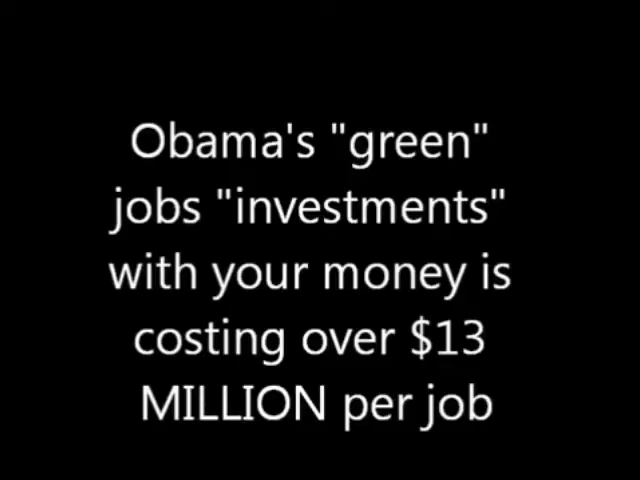 Obama's "green"
jobs "investments"
with your money is
costing over $13
MILLION per job